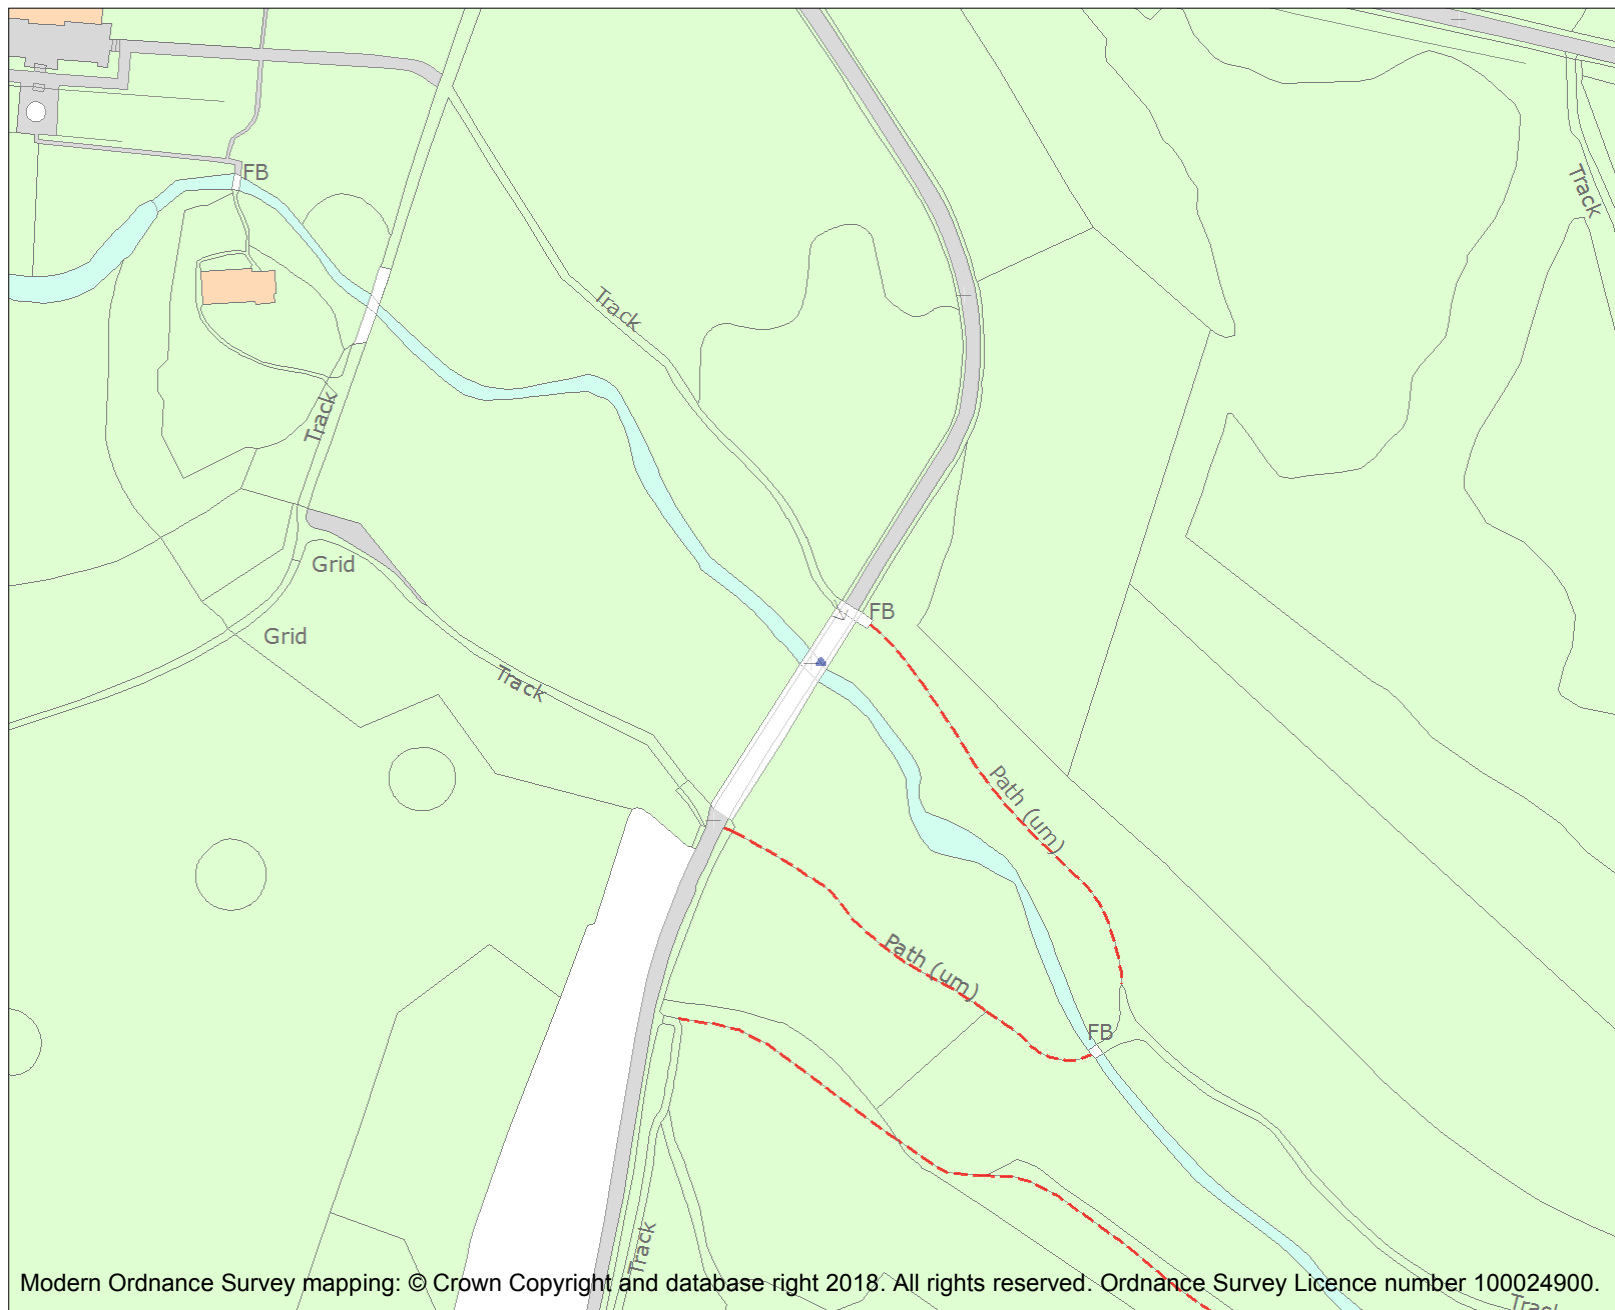 FB
Track
Track
Track
Grid
FB
Grid
Track
Path (um)
Path (um)
FB
Track
Modern Ordnance Survey mapping: © Crown Copyright and database right 2018. All rights reserved. Ordnance Survey Licence number 100024900.